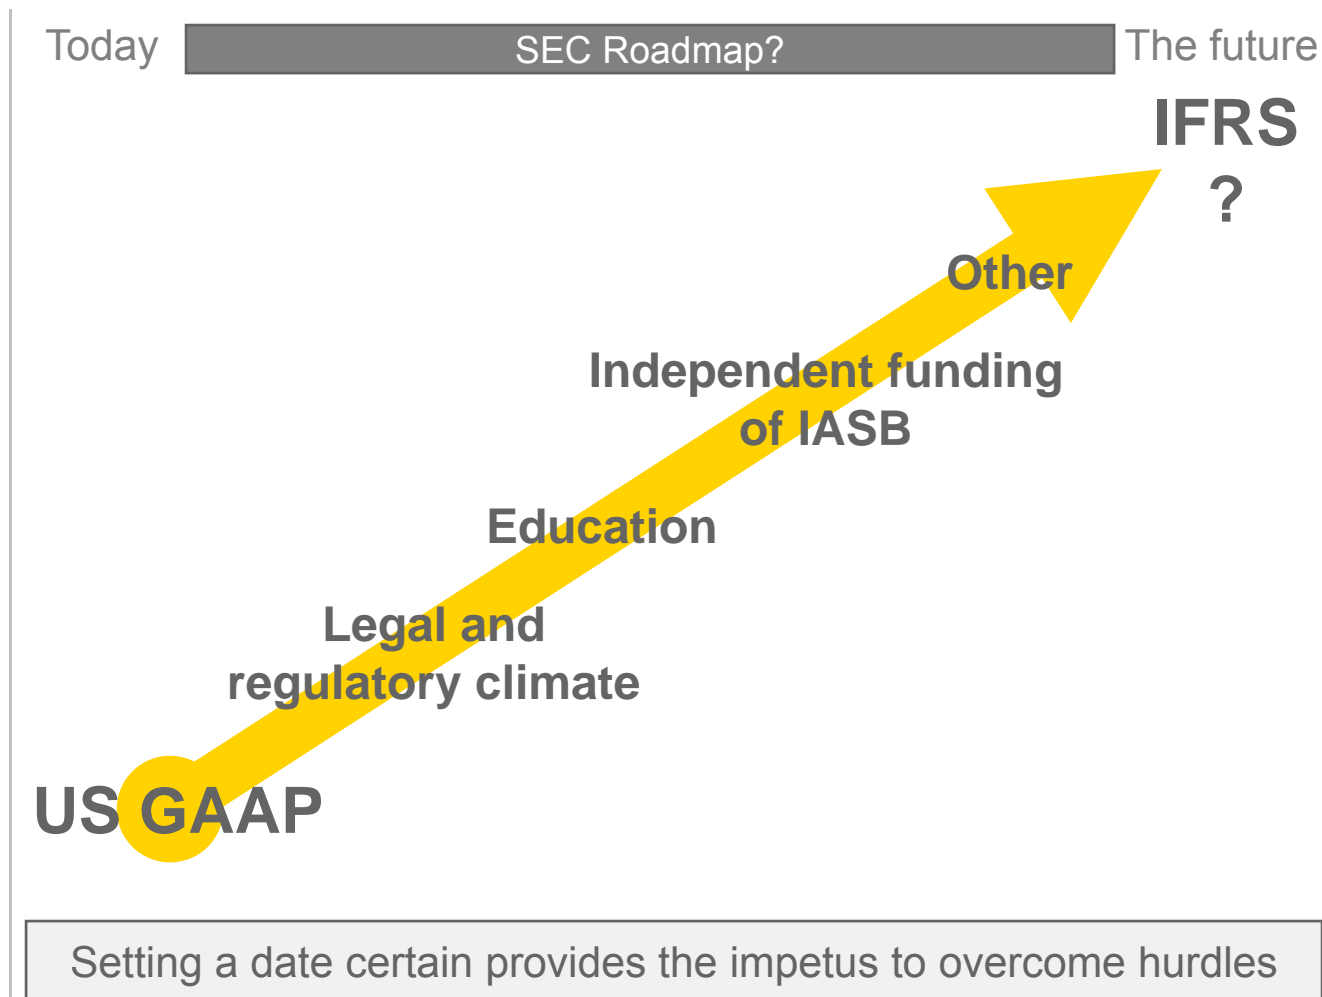 Today
SEC Roadmap?
The future
IFRS
?
Other
Independent funding
of IASB
Education
Legal and
regulatory climate
US GAAP
Setting a date certain provides the impetus to overcome hurdles